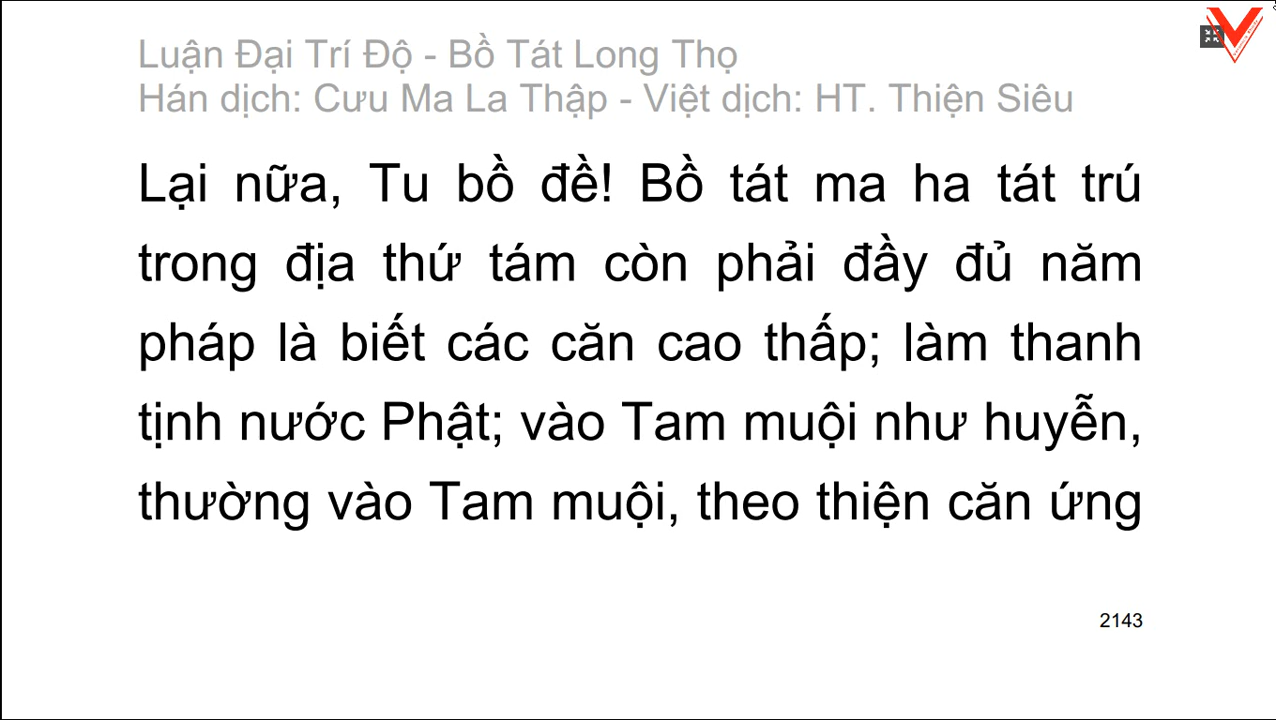 Luận Đại Trí Độ - Bồ Tát Long Thọ
Hán dịch: Cưu Ma La Thập - Việt dịch: HT. Thiện Siêu
Lại nữa, Tu bồ đề! Bồ tát ma ha tát trú
trong địa thứ tám còn phải đầy đủ năm
pháp là biết các căn cao thấp; làm thanh
tịnh nước Phật; vào Tam muội như huyễn,
thường vào Tam muội, theo thiện căn ứng
2143